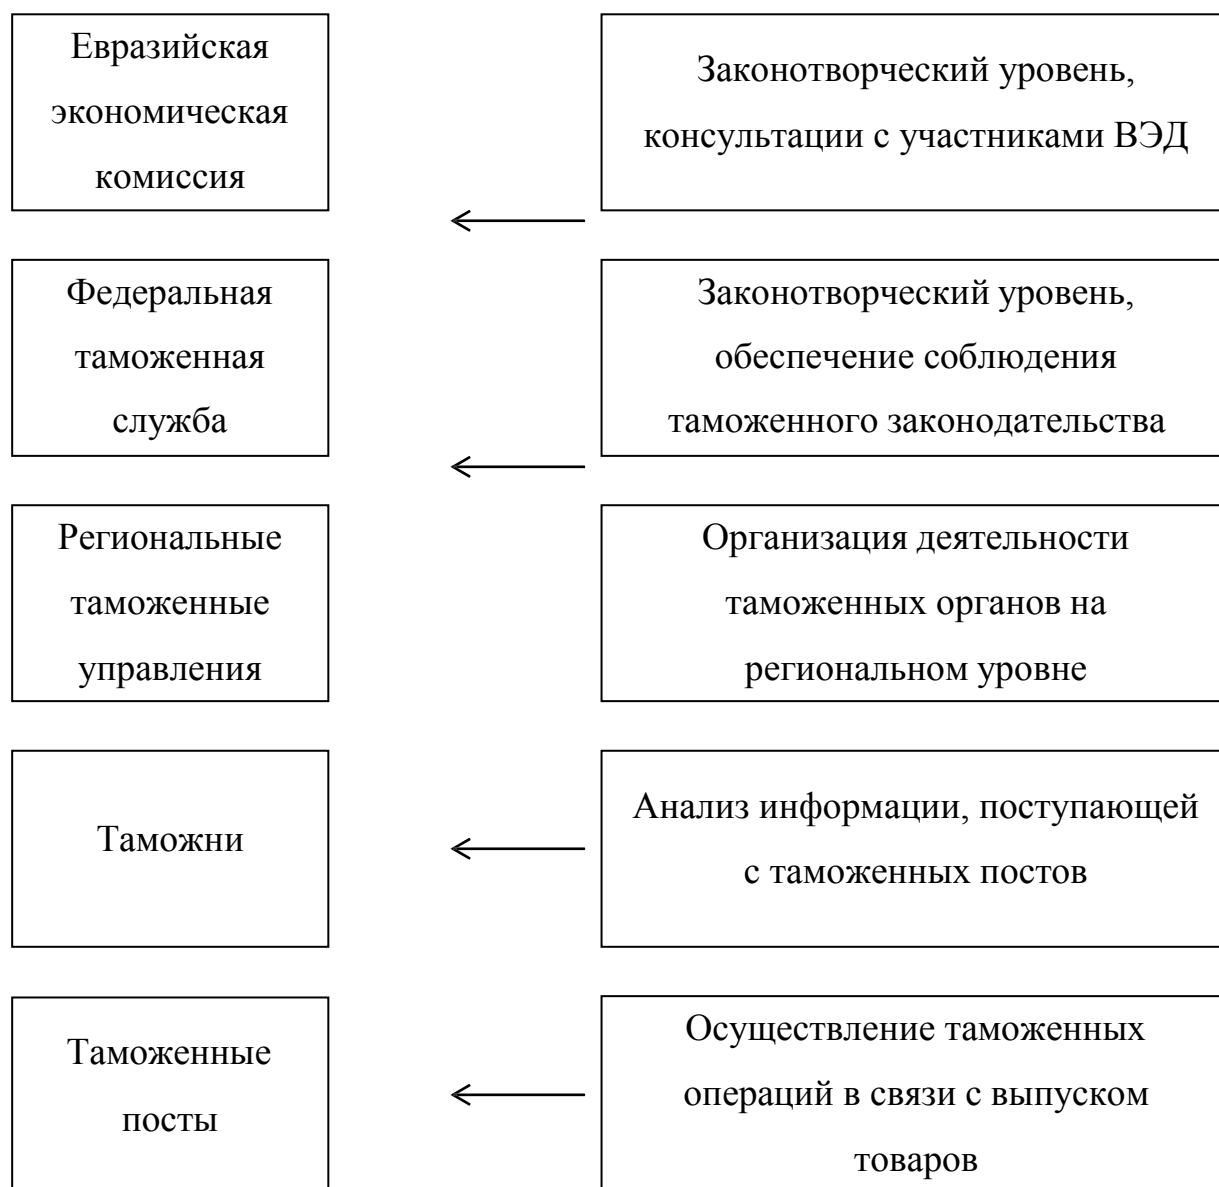 Евразийская
экономическая
комиссия
Законотворческий уровень,
консультации с участниками ВЭД
Федеральная
таможенная
служба
Законотворческий уровень,
обеспечение соблюдения
таможенного законодательства
Региональные
таможенные
управления
Организация деятельности
таможенных органов на
региональном уровне
Таможни
Анализ информации, поступающей
с таможенных постов
Таможенные
посты
Осуществление таможенных
операций в связи с выпуском
товаров